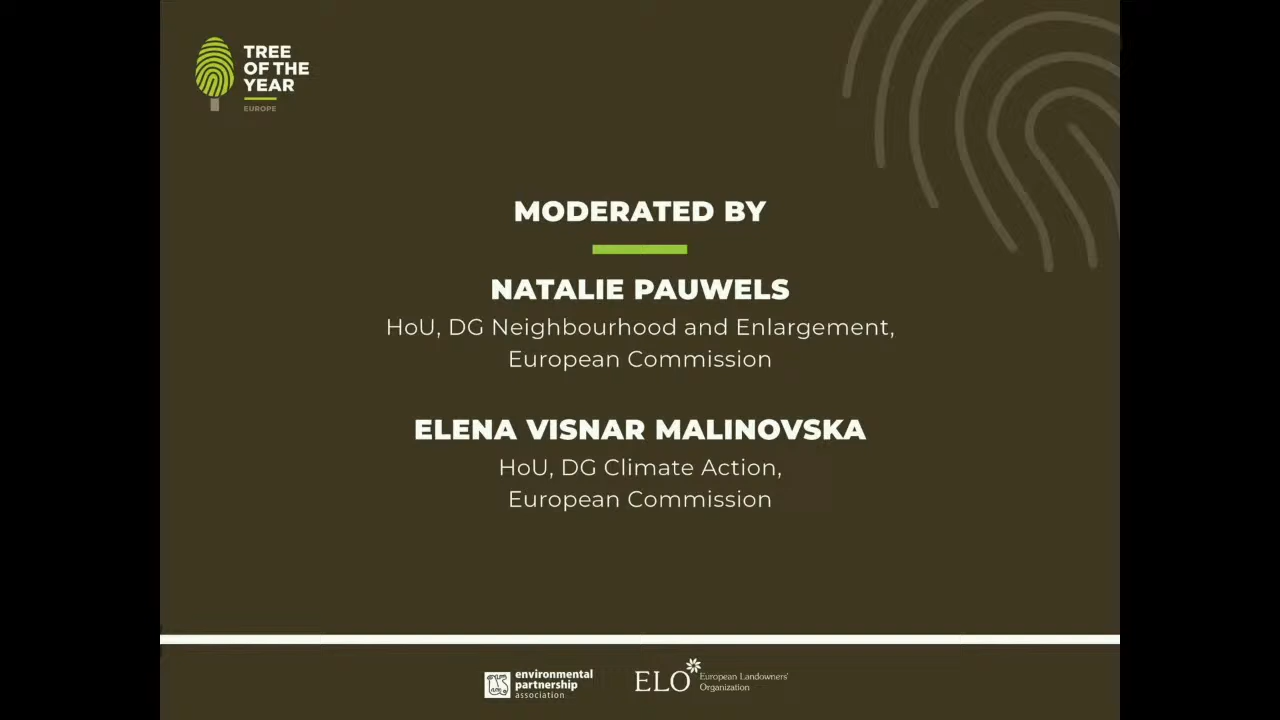 TREE
OF THE
YEAR
EUROPE
MODERATED BY
NATALIE PAUWELS
HoU, DG Neighbourhood and Enlargement,
European Commission
ELENA VISNAR MALINOVSKA
HoU, DG Climate Action,
European Commission
environmental
partnership
association
ELO
European Landowners'
Organization